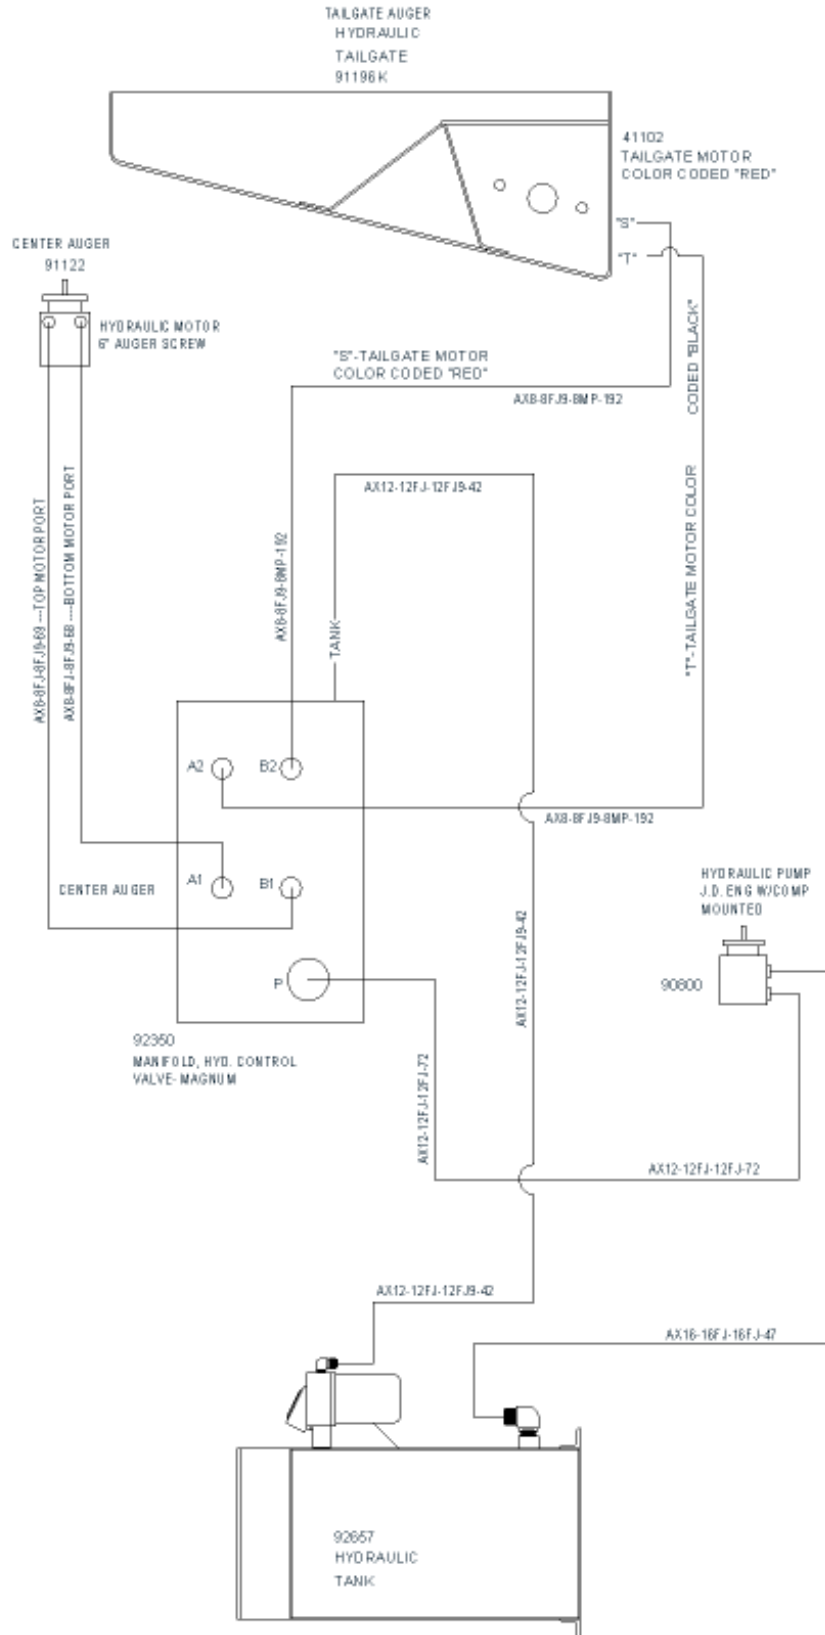 TAILGATE AUGER
HYDRAULIC
TAILGATE
91196K
41102
TAILGATE MOTOR
COLOR CODED "RED"
"S"
"T"
CENTER AUGER
91122
HYDRAULIC MOTOR
6" AUGER SCREW
"S"-TAILGATE MOTOR
COLOR CODED "RED"
AX8-8FJ9-8MP-192
CODED "BLACK"
"T"-TAILGATE MOTOR COLOR
AX12-12FJ-12FJ9-42
AX8-8FJ-8FJ9-69 ---TOP MOTOR PORT
AX8-8FJ-8FJ9-68 ----BOTTOM MOTOR PORT
AX8-8FJ9-8MP-192
TANK
A2
B2
AX8-8FJ9-8MP-192
A1
B1
CENTER AUGER
P
HYDRAULIC PUMP
J.D. ENG W/COMP
MOUNTED
90800
AX12-12FJ-12FJ9-42
92350
MANIFOLD, HYD. CONTROL
VALVE- MAGNUM
AX12-12FJ-12FJ-72
AX12-12FJ-12FJ-72
AX12-12FJ-12FJ9-42
AX16-16FJ-16FJ-47
92657
HYDRAULIC
TANK